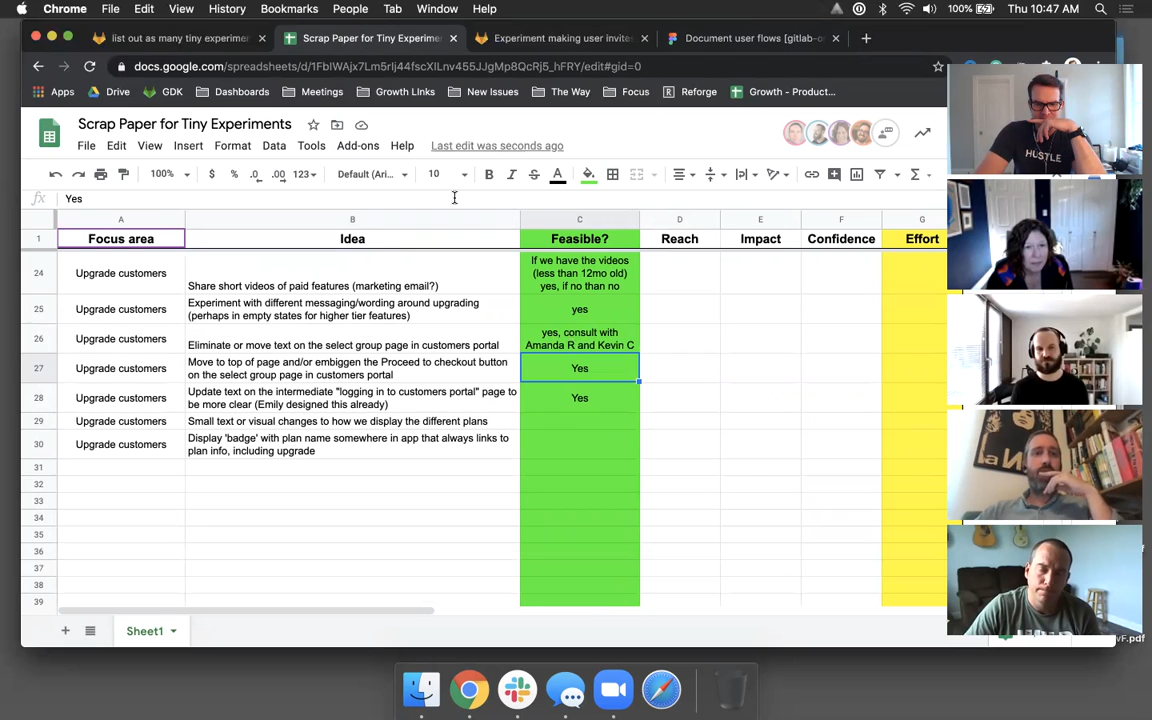 Chrome File Edit View History Bookmarks People Tab Window Help 100% Thu 10:47 AM
list out as many tiny experimen
Scrap Paper for Tiny Experimen
Experiment making user invites
Document user flows [gitlab-o
docs.google.com/spreadsheets/d/
/edit#gid=0
Apps Drive GDK Dashboards Meetings Growth LInks New Issues The Way Focus Reforge Growth - Product...
Scrap Paper for Tiny Experiments
File Edit View Insert Format Data Tools Add-ons Help Last edit was seconds ago
100% $ % .0 .00 123 Default (Ari... 10 B I S A
fx Yes
A B C D E F G
1 Focus area Idea Feasible? Reach Impact Confidence Effort
24 Upgrade customers Share short videos of paid features (marketing email?)
If we have the videos
(less than 12mo old)
yes, if no than no
25 Upgrade customers Experiment with different messaging/wording around upgrading
(perhaps in empty states for higher tier features)
yes
26 Upgrade customers Eliminate or move text on the select group page in customers portal
yes, consult with
Amanda R and Kevin C
27 Upgrade customers Move to top of page and/or embiggen the Proceed to checkout button
on the select group page in customers portal
Yes
28 Upgrade customers Update text on the intermediate "logging in to customers portal" page to
be more clear (Emily designed this already)
Yes
29 Upgrade customers Small text or visual changes to how we display the different plans
30 Upgrade customers Display 'badge' with plan name somewhere in app that always links to
plan info, including upgrade
31
32
33
34
35
36
37
38
39
Sheet1
HUSTLE
vF.pdf